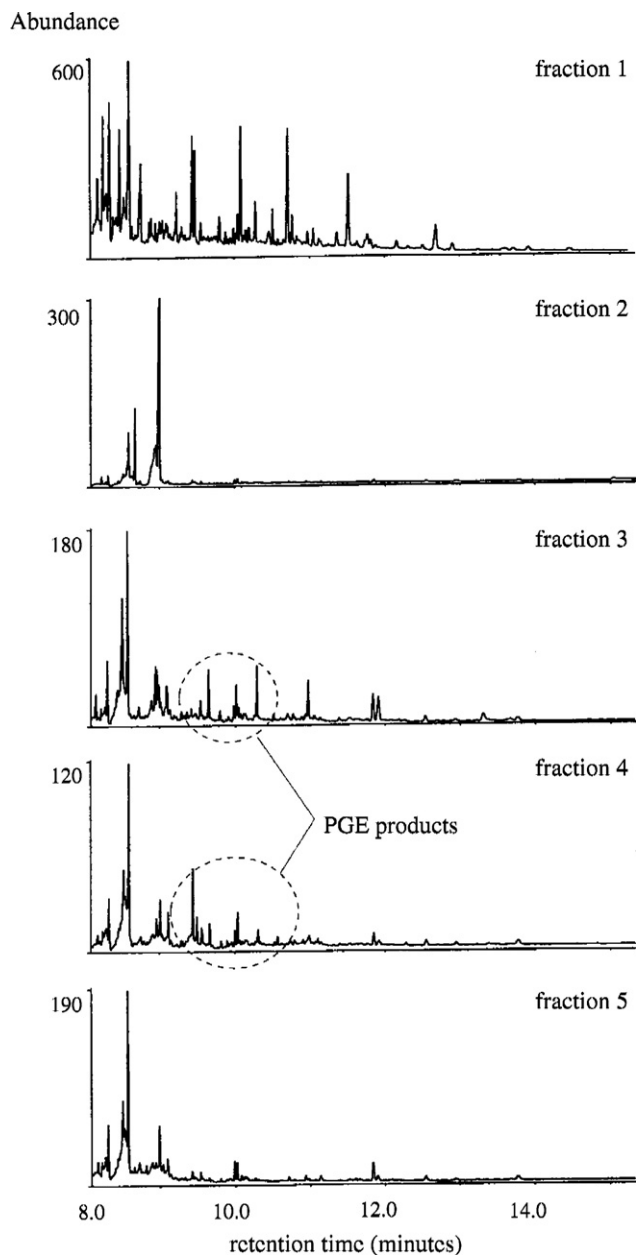 Abundance
600
fraction 1
300
fraction 2
180
fraction 3
120
fraction 4
PGE products
190
fraction 5
8.0 10.0 12.0 14.0
retention time (minutes)